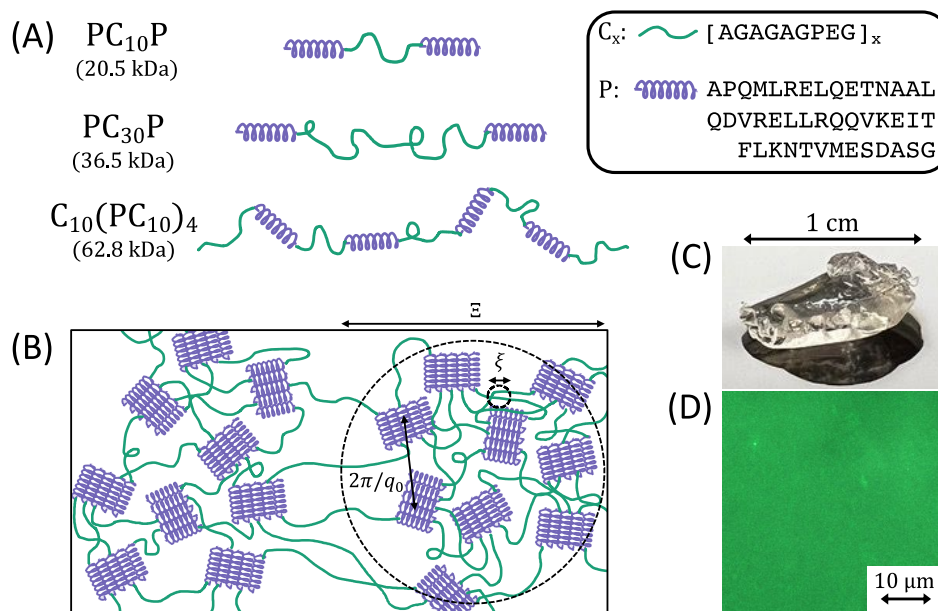 (A)
PC₁₀P
(20.5 kDa)
PC₃₀P
(36.5 kDa)
C₁₀(PC₁₀)₄
(62.8 kDa)
Cₓ: [AGAGAGPEG]ₓ
P: APQMLRELQETNAAL
QDVRELLRQQVKEIT
FLKNTVMESDASG
(B)
Ξ
ξ
2π/q₀
(C)
1 cm
(D)
10 μm